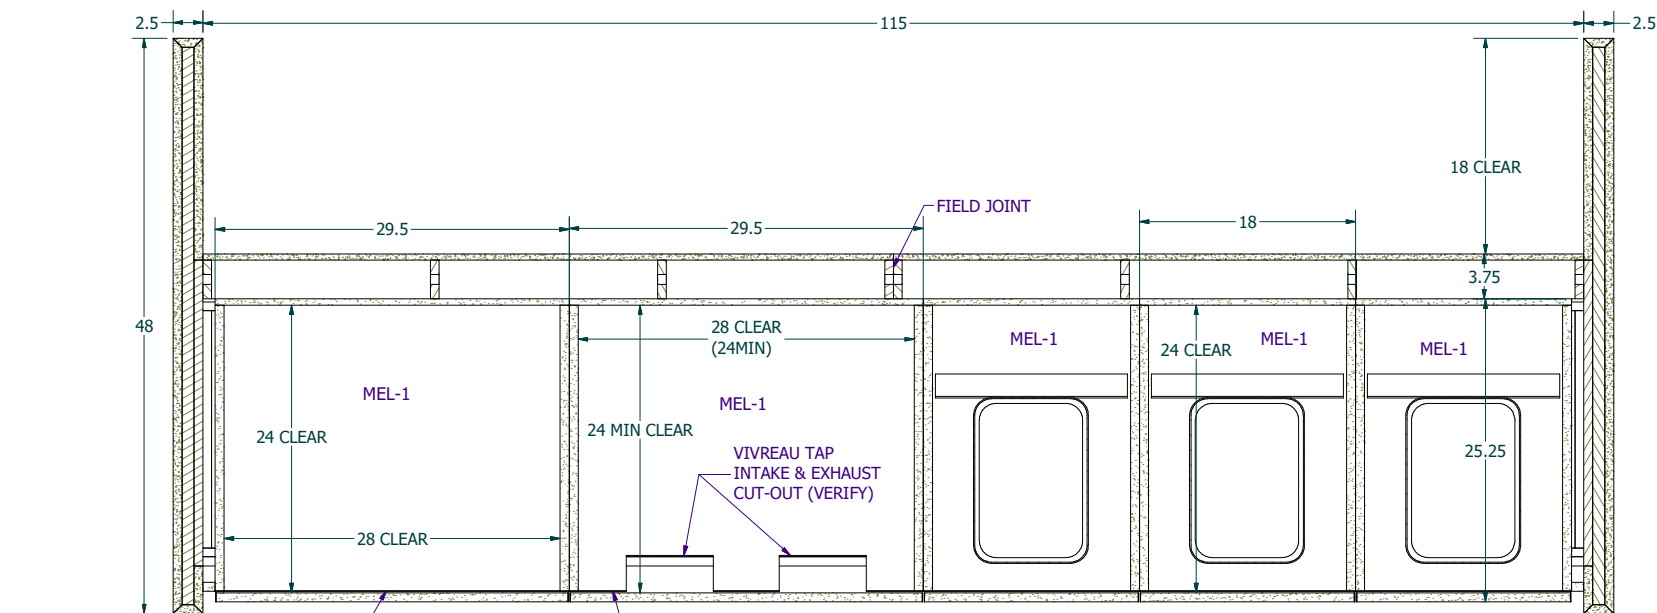 2.5
115
2.5
18 CLEAR
FIELD JOINT
29.5
29.5
18
3.75
48
28 CLEAR
(24MIN)
MEL-1
MEL-1
MEL-1
24 CLEAR
MEL-1
MEL-1
24 CLEAR
24 MIN CLEAR
VIVREAU TAP
INTAKE & EXHAUST
CUT-OUT (VERIFY)
25.25
28 CLEAR